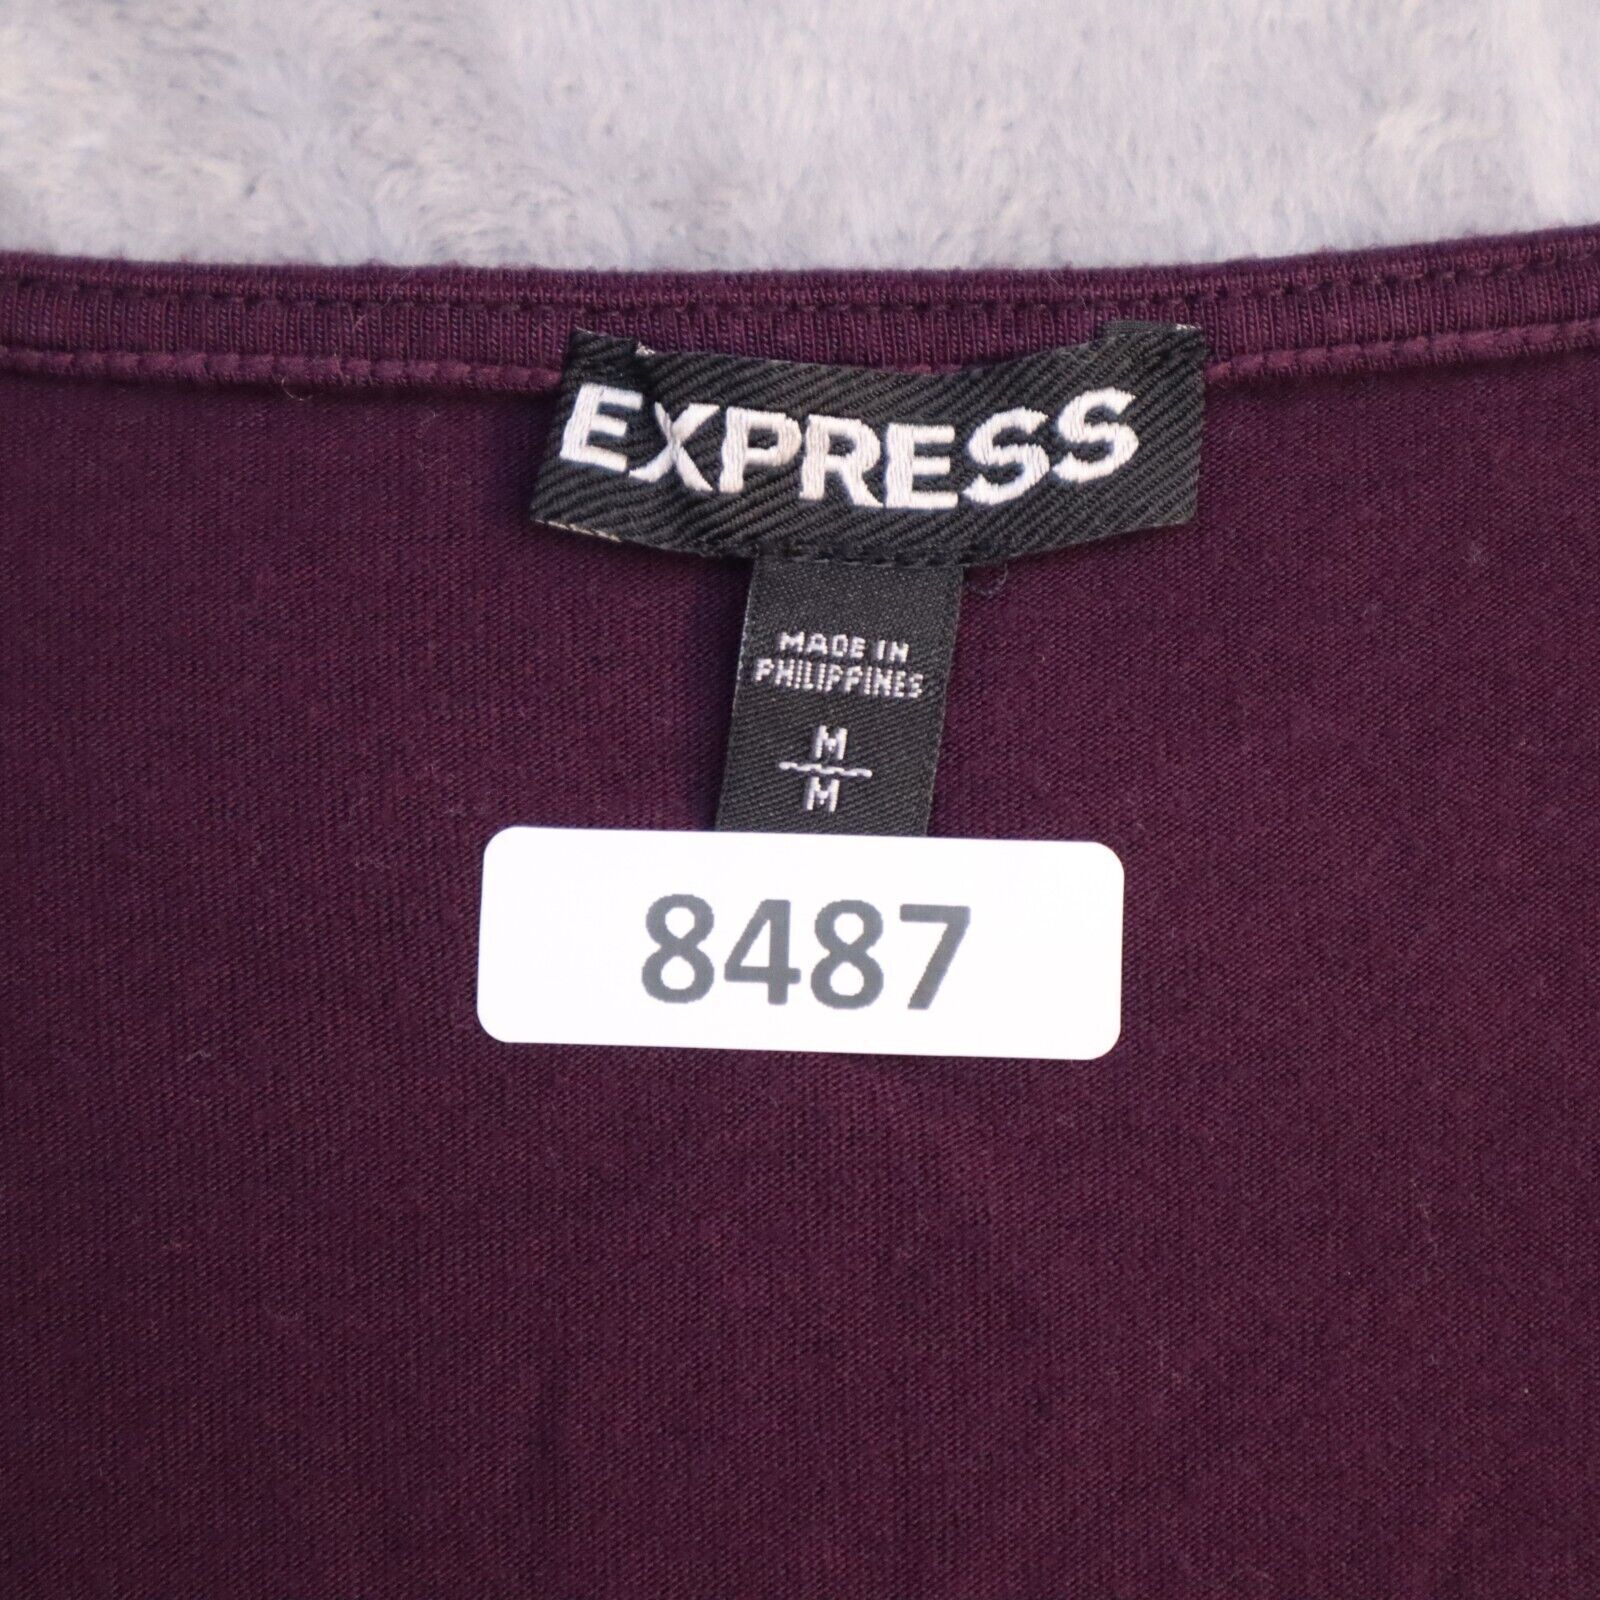 EXPRESS
MADE IN
PHILIPPINES
M
M
8487